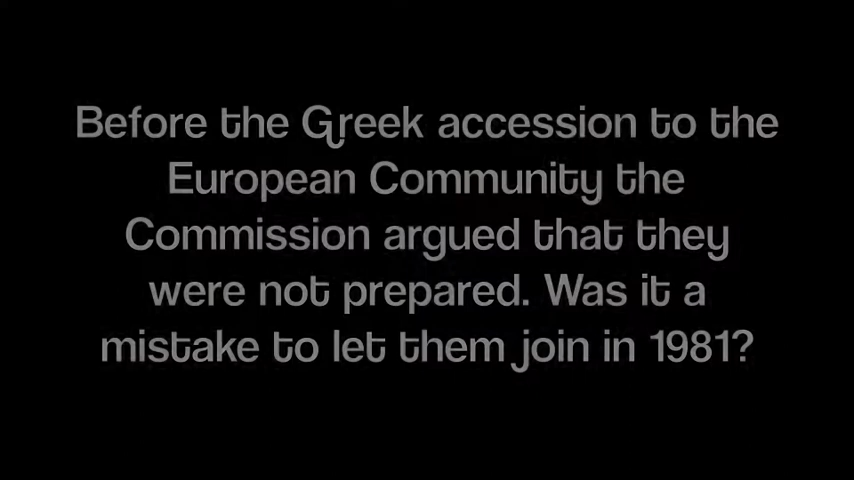 Before the Greek accession to the
European Community the
Commission argued that they
were not prepared. Was it a
mistake to let them join in 1981?